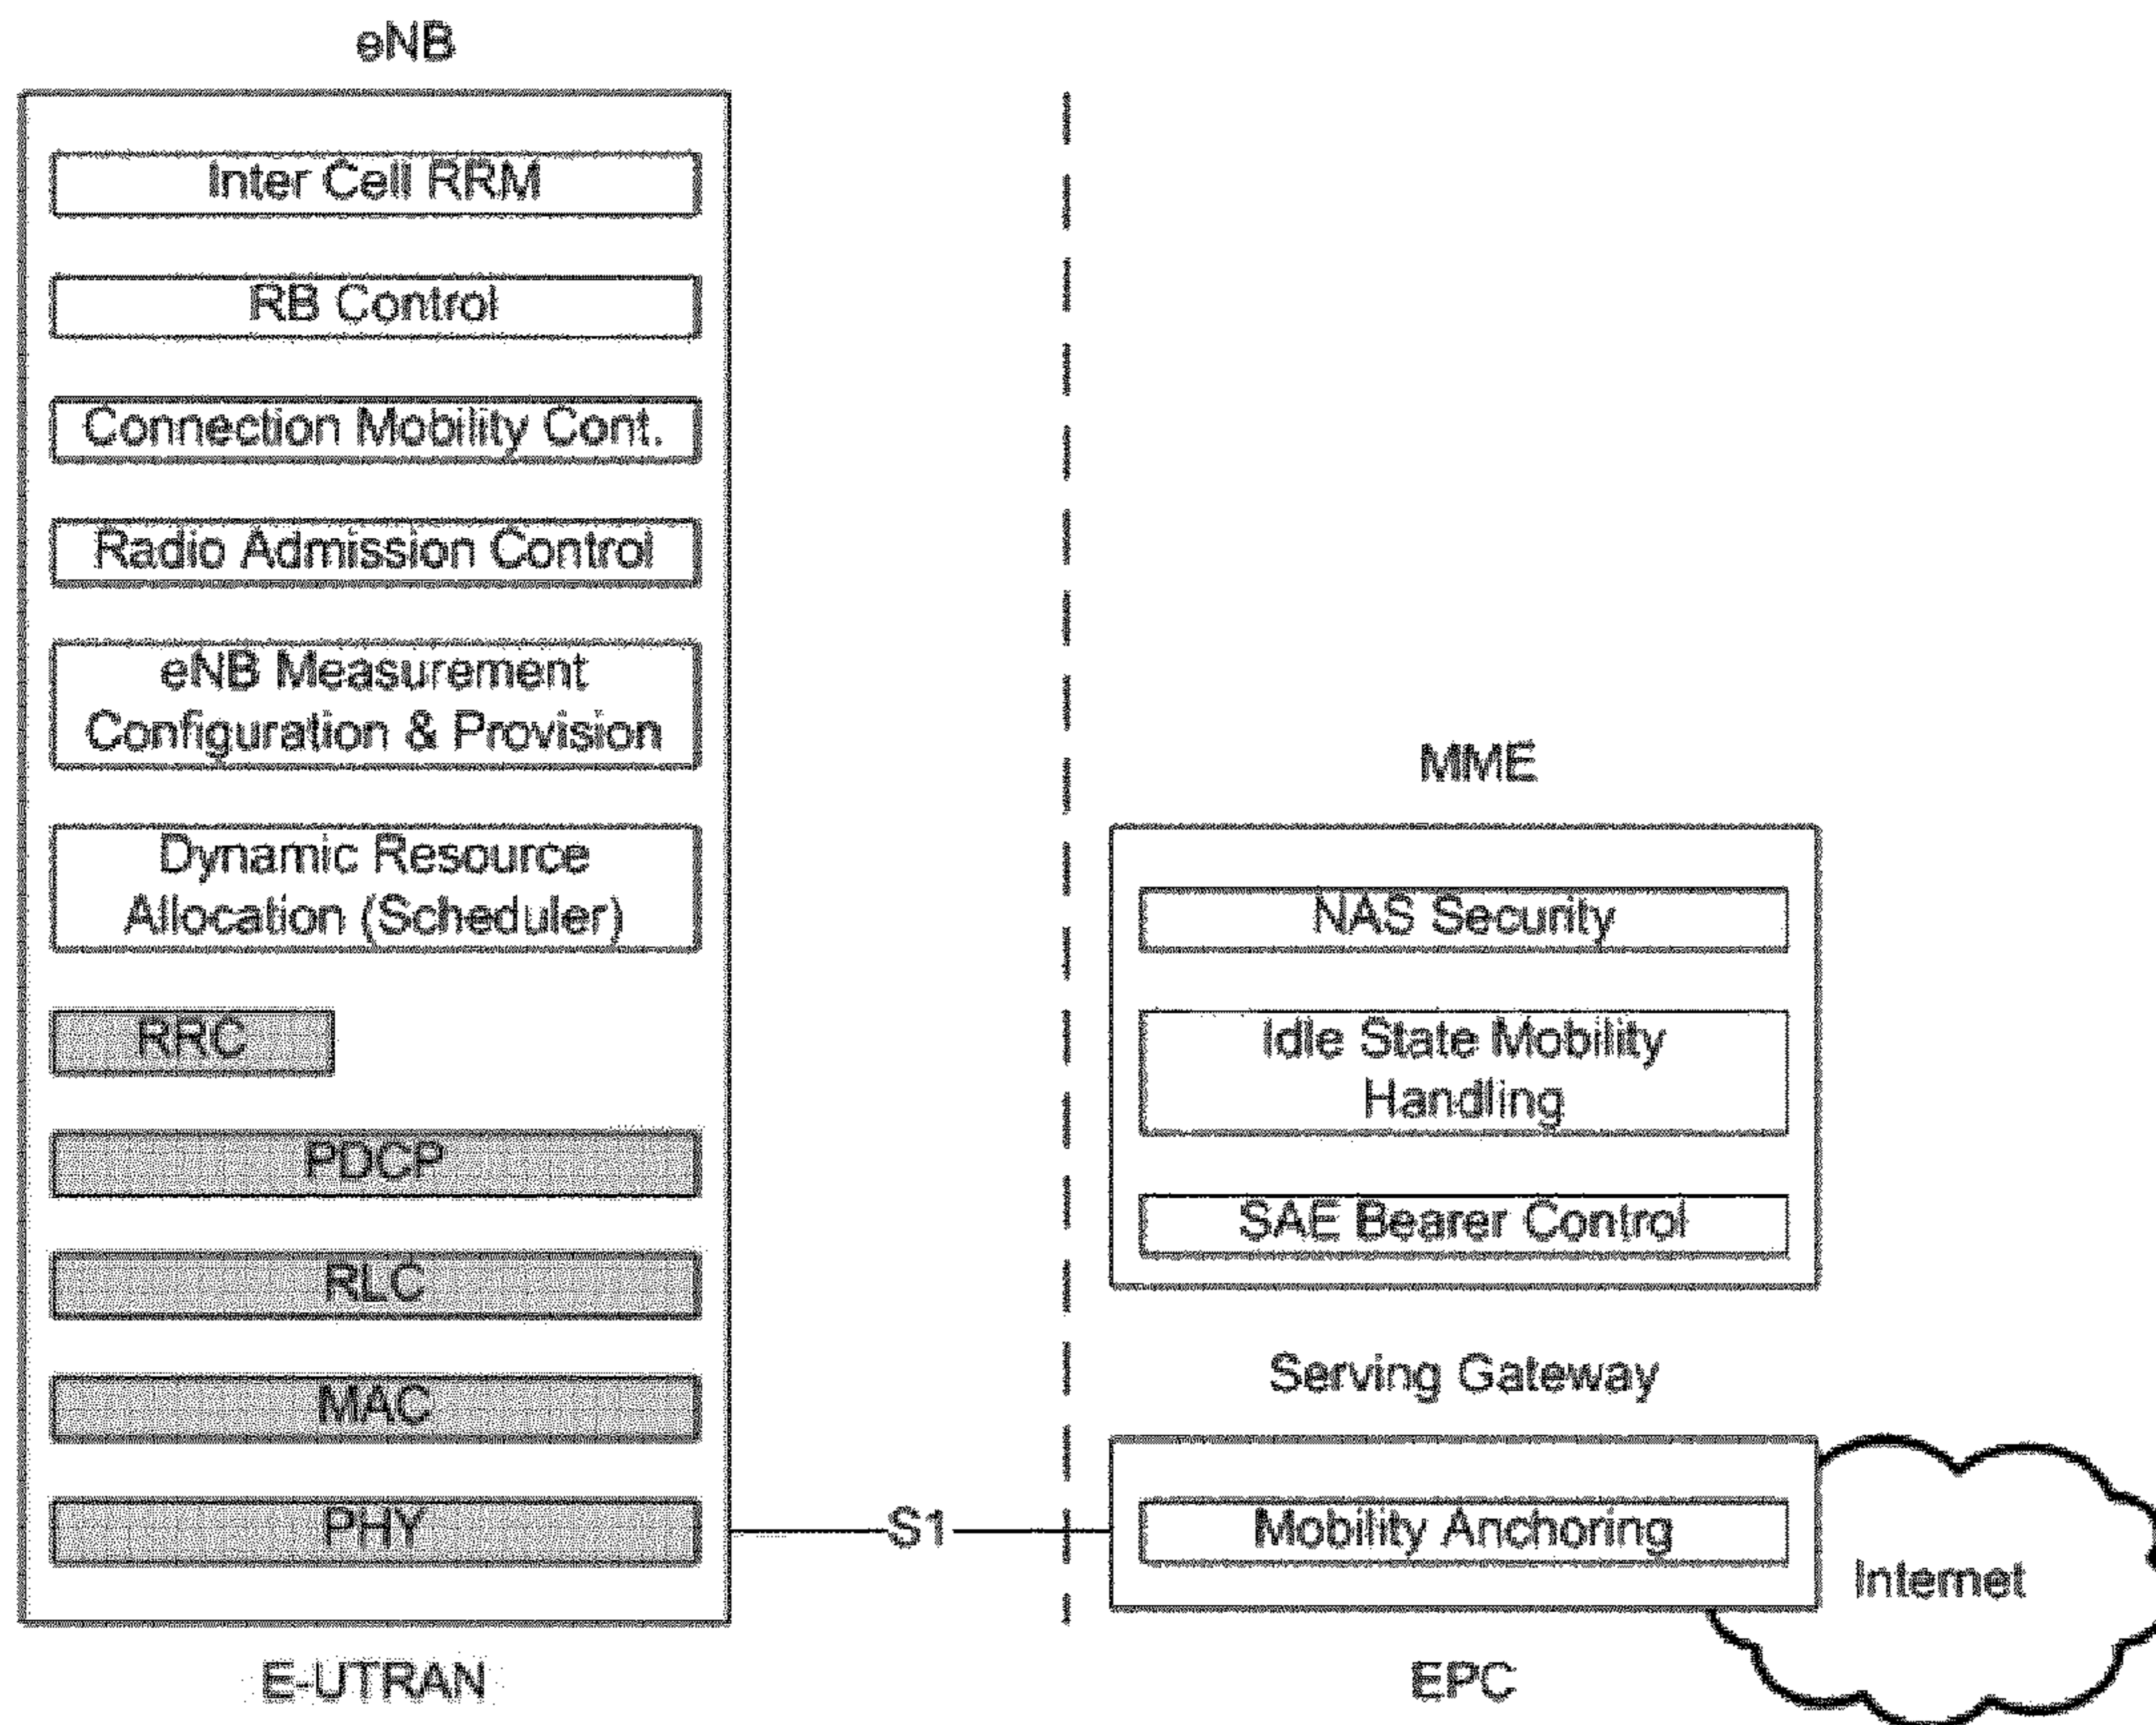 eNB
Inter Cell RRM
RB Control
Connection Mobility Cont.
Radio Admission Control
eNB Measurement
Configuration & Provision
Dynamic Resource
Allocation (Scheduler)
RRC
PDCP
RLC
MAC
PHY
E-UTRAN
S1
MME
NAS Security
Idle State Mobility
Handling
SAE Bearer Control
Serving Gateway
Mobility Anchoring
EPC
Internet